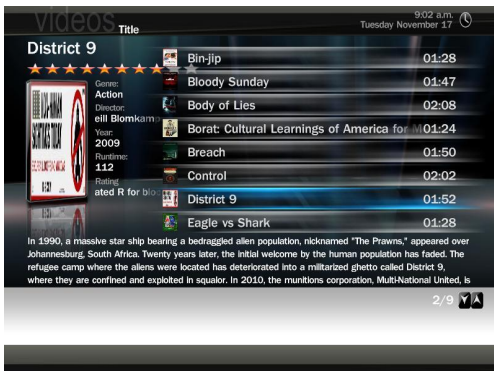 videos
Title
9:02 a.m.
Tuesday November 17
District 9
Genre:
Action
Director:
eill Blomkamp
Year:
2009
Runtime:
112
Rating
ated R for bloo
Bin-jip 01:28
Bloody Sunday 01:47
Body of Lies 02:08
Borat: Cultural Learnings of America for M 01:24
Breach 01:50
Control 02:02
District 9 01:52
Eagle vs Shark 01:28
In 1990, a massive star ship bearing a bedraggled alien population, nicknamed "The Prawns," appeared over
Johannesburg, South Africa. Twenty years later, the initial welcome by the human population has faded. The
refugee camp where the aliens were located has deteriorated into a militarized ghetto called District 9,
where they are confined and exploited in squalor. In 2010, the munitions corporation, Multi-National United, is
2/9